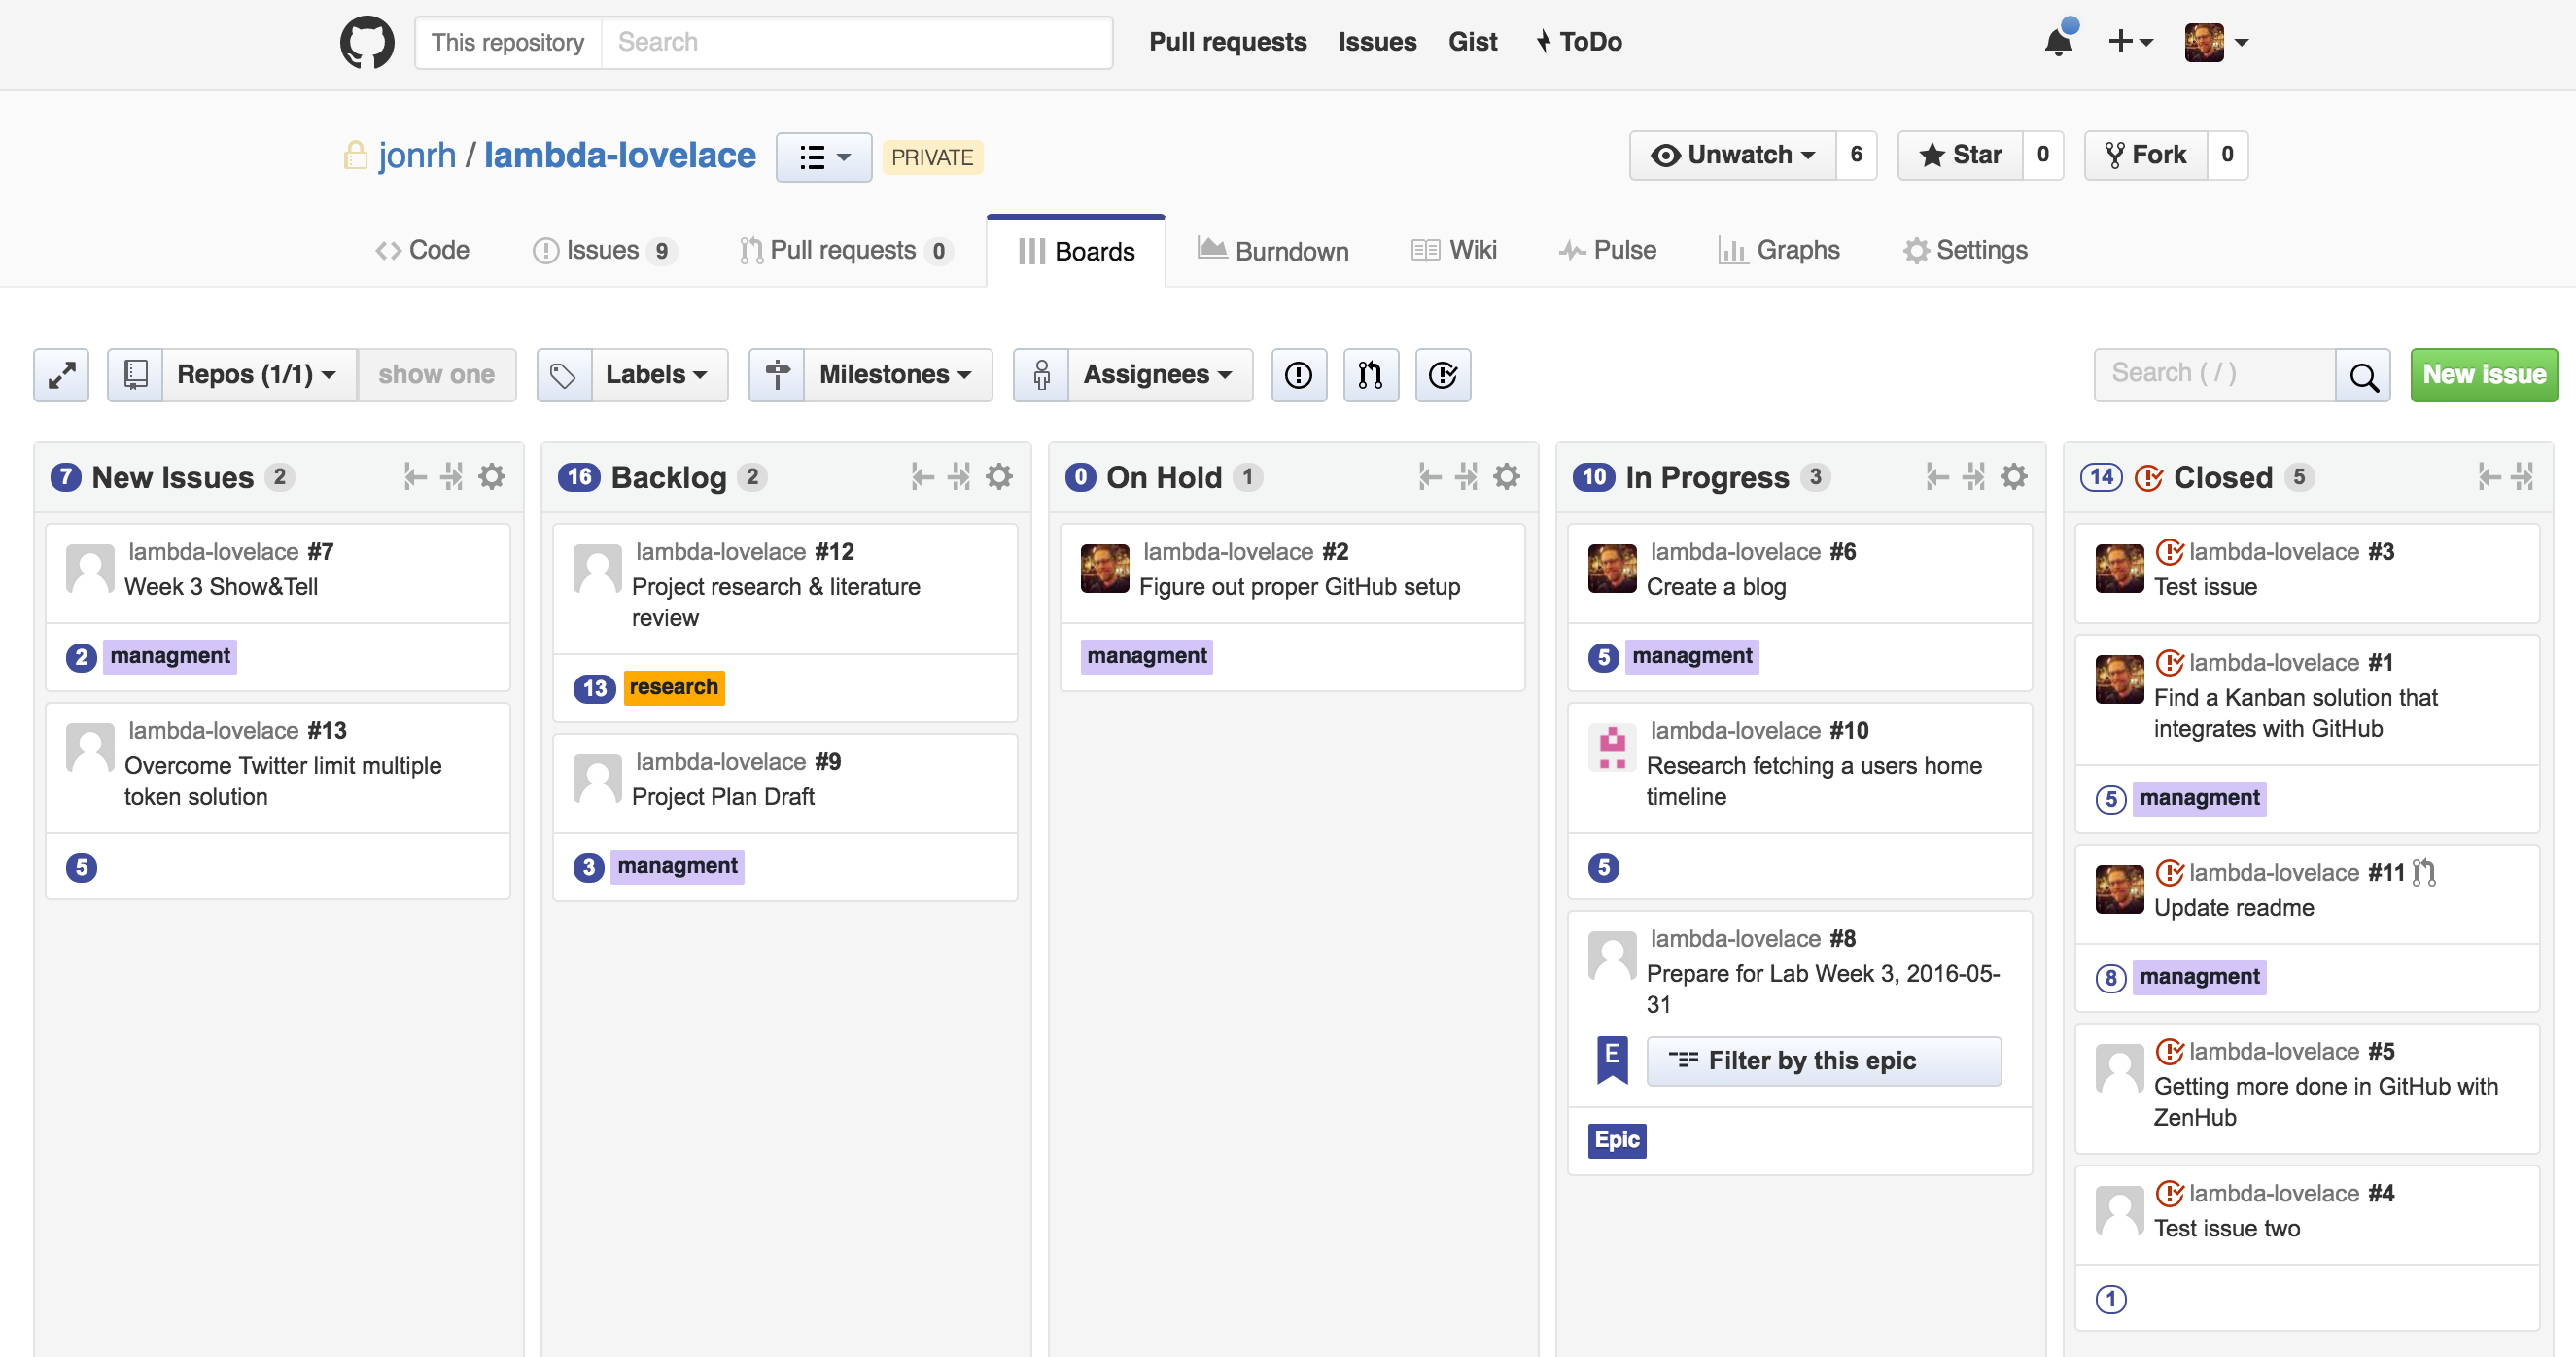 This repository Search Pull requests Issues Gist ToDo
jonrh / lambda-lovelace PRIVATE Unwatch 6 Star 0 Fork 0
Code Issues 9 Pull requests 0 Boards Burndown Wiki Pulse Graphs Settings
Repos (1/1) show one Labels Milestones Assignees Search ( / ) New issue
7 New Issues 2
lambda-lovelace #7
Week 3 Show&Tell
2 managment
lambda-lovelace #13
Overcome Twitter limit multiple
token solution
5
16 Backlog 2
lambda-lovelace #12
Project research & literature
review
13 research
lambda-lovelace #9
Project Plan Draft
3 managment
0 On Hold 1
lambda-lovelace #2
Figure out proper GitHub setup
managment
10 In Progress 3
lambda-lovelace #6
Create a blog
5 managment
lambda-lovelace #10
Research fetching a users home
timeline
5
lambda-lovelace #8
Prepare for Lab Week 3, 2016-05-
31
E Filter by this epic
Epic
14 Closed 5
lambda-lovelace #3
Test issue
lambda-lovelace #1
Find a Kanban solution that
integrates with GitHub
5 managment
lambda-lovelace #11
Update readme
8 managment
lambda-lovelace #5
Getting more done in GitHub with
ZenHub
lambda-lovelace #4
Test issue two
1